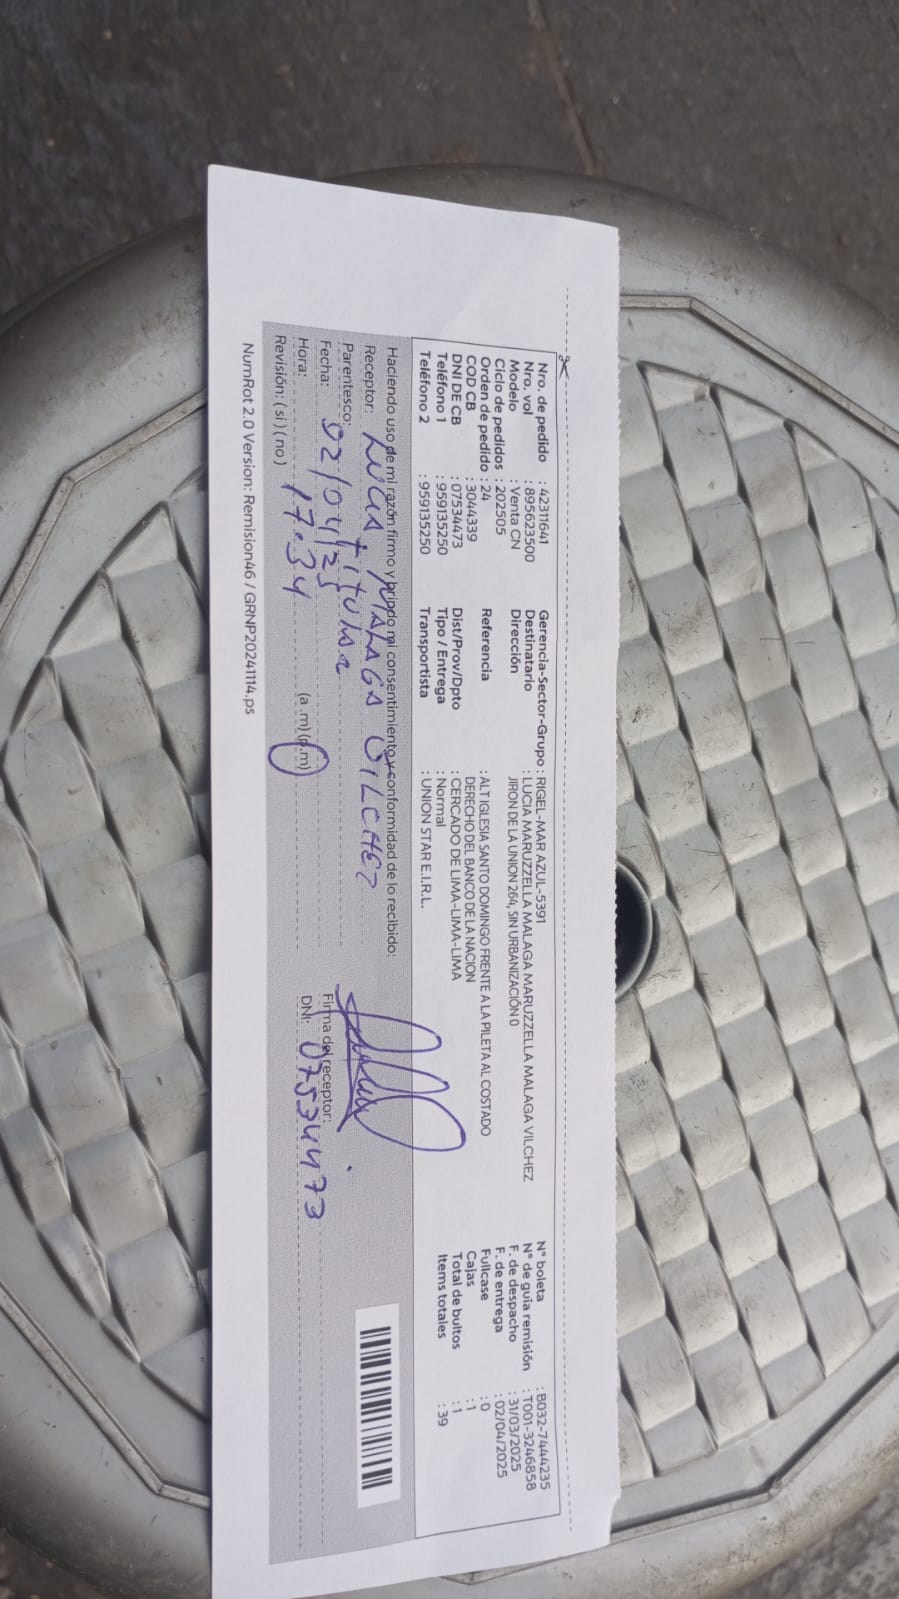 Nro. de pedido : 42311641
Nro. vol : 895623500
Modelo : Venta CN
Ciclo de pedidos : 202505
Orden de pedido : 24
COD CB : 3044339
DNI DE CB : 07534473
Teléfono 1 : 959135250
Teléfono 2 : 959135250
Gerencia-Sector-Grupo : RIGEL-MAR AZUL-5391
Destinatario : LUCIA MARUZZELLA MALAGA MARUZZELLA MALAGA VILCHEZ
Dirección JIRON DE LA UNION 264, SIN URBANIZACIÓN 0
Referencia : ALT IGLESIA SANTO DOMINGO FRENTE A LA PILETA AL COSTADO
DERECHO DEL BANCO DE LA NACION
Dist/Prov/Dpto : CERCADO DE LIMA-LIMA-LIMA
Tipo / Entrega : Normal
Transportista : UNION STAR E.I.R.L.
N° boleta : B032-7444235
N° de guía remisión : T001-3246858
F. de despacho : 31/03/2025
F. de entrega : 02/04/2025
Fullcase : 0
Cajas : 1
Total de bultos : 1
Items totales : 39
Haciendo uso de mi razón firmo y brindo mi consentimiento y conformidad de lo recibido:
Receptor: MALAGA VILCHEZ
Parentesco: titular
Fecha: 02/04/25
Hora: 17:34 (a .m) (p.m)
Revisión: ( si ) ( no )
Firma del receptor:
DNI: 07534473
NumRot 2.0 Version: Remision46 / GRNP20241114.ps